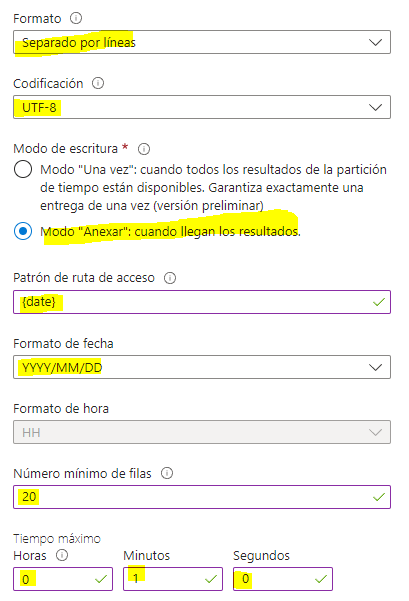 Formato
Separado por líneas
Codificación
UTF-8
Modo de escritura *
Modo "Una vez": cuando todos los resultados de la partición
de tiempo están disponibles. Garantiza exactamente una
entrega de una vez (versión preliminar)
Modo "Anexar": cuando llegan los resultados.
Patrón de ruta de acceso
{date}
Formato de fecha
YYYY/MM/DD
Formato de hora
HH
Número mínimo de filas
20
Tiempo máximo
Horas Minutos Segundos
0 1 0